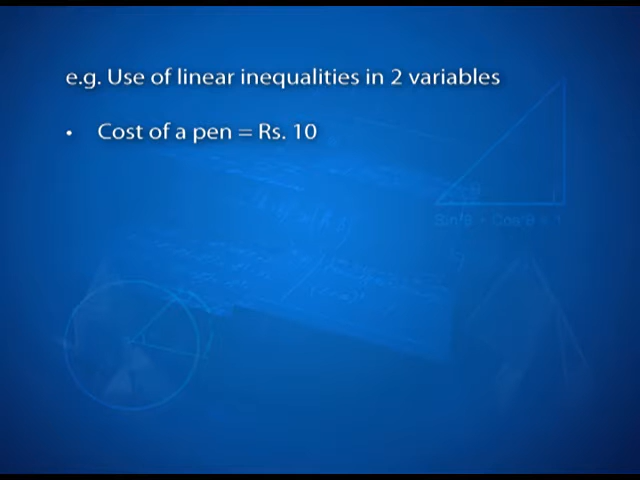 e.g. Use of linear inequalities in 2 variables
• Cost of a pen = Rs. 10